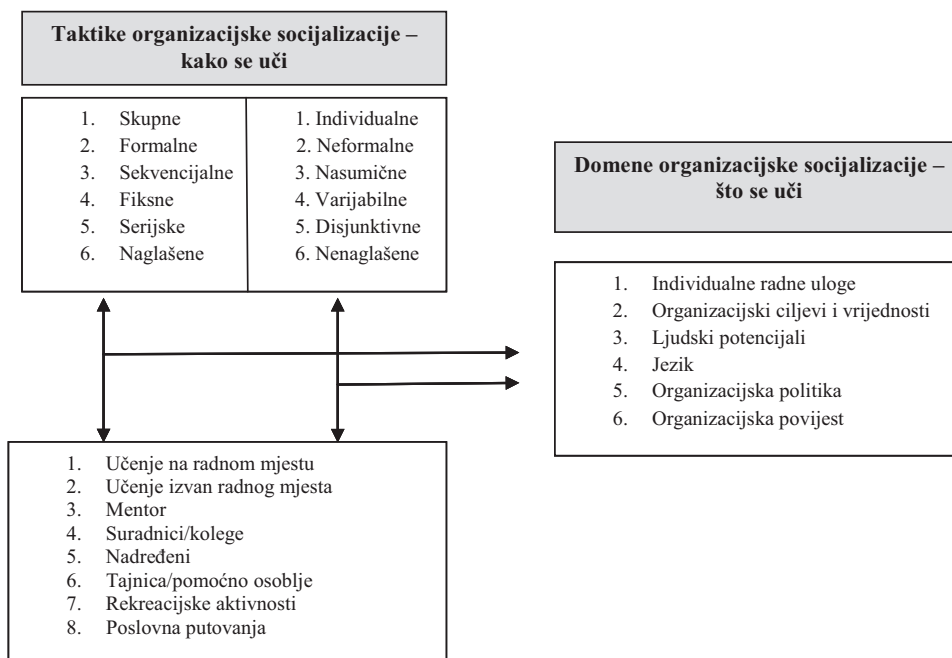 Taktike organizacijske socijalizacije –
kako se uči
1. Skupne
2. Formalne
3. Sekvencijalne
4. Fiksne
5. Serijske
6. Naglašene
1. Individualne
2. Neformalne
3. Nasumične
4. Varijabilne
5. Disjunktivne
6. Nenaglašene
Domene organizacijske socijalizacije –
što se uči
1. Individualne radne uloge
2. Organizacijski ciljevi i vrijednosti
3. Ljudski potencijali
4. Jezik
5. Organizacijska politika
6. Organizacijska povijest
1. Učenje na radnom mjestu
2. Učenje izvan radnog mjesta
3. Mentor
4. Suradnici/kolege
5. Nadređeni
6. Tajnica/pomoćno osoblje
7. Rekreacijske aktivnosti
8. Poslovna putovanja